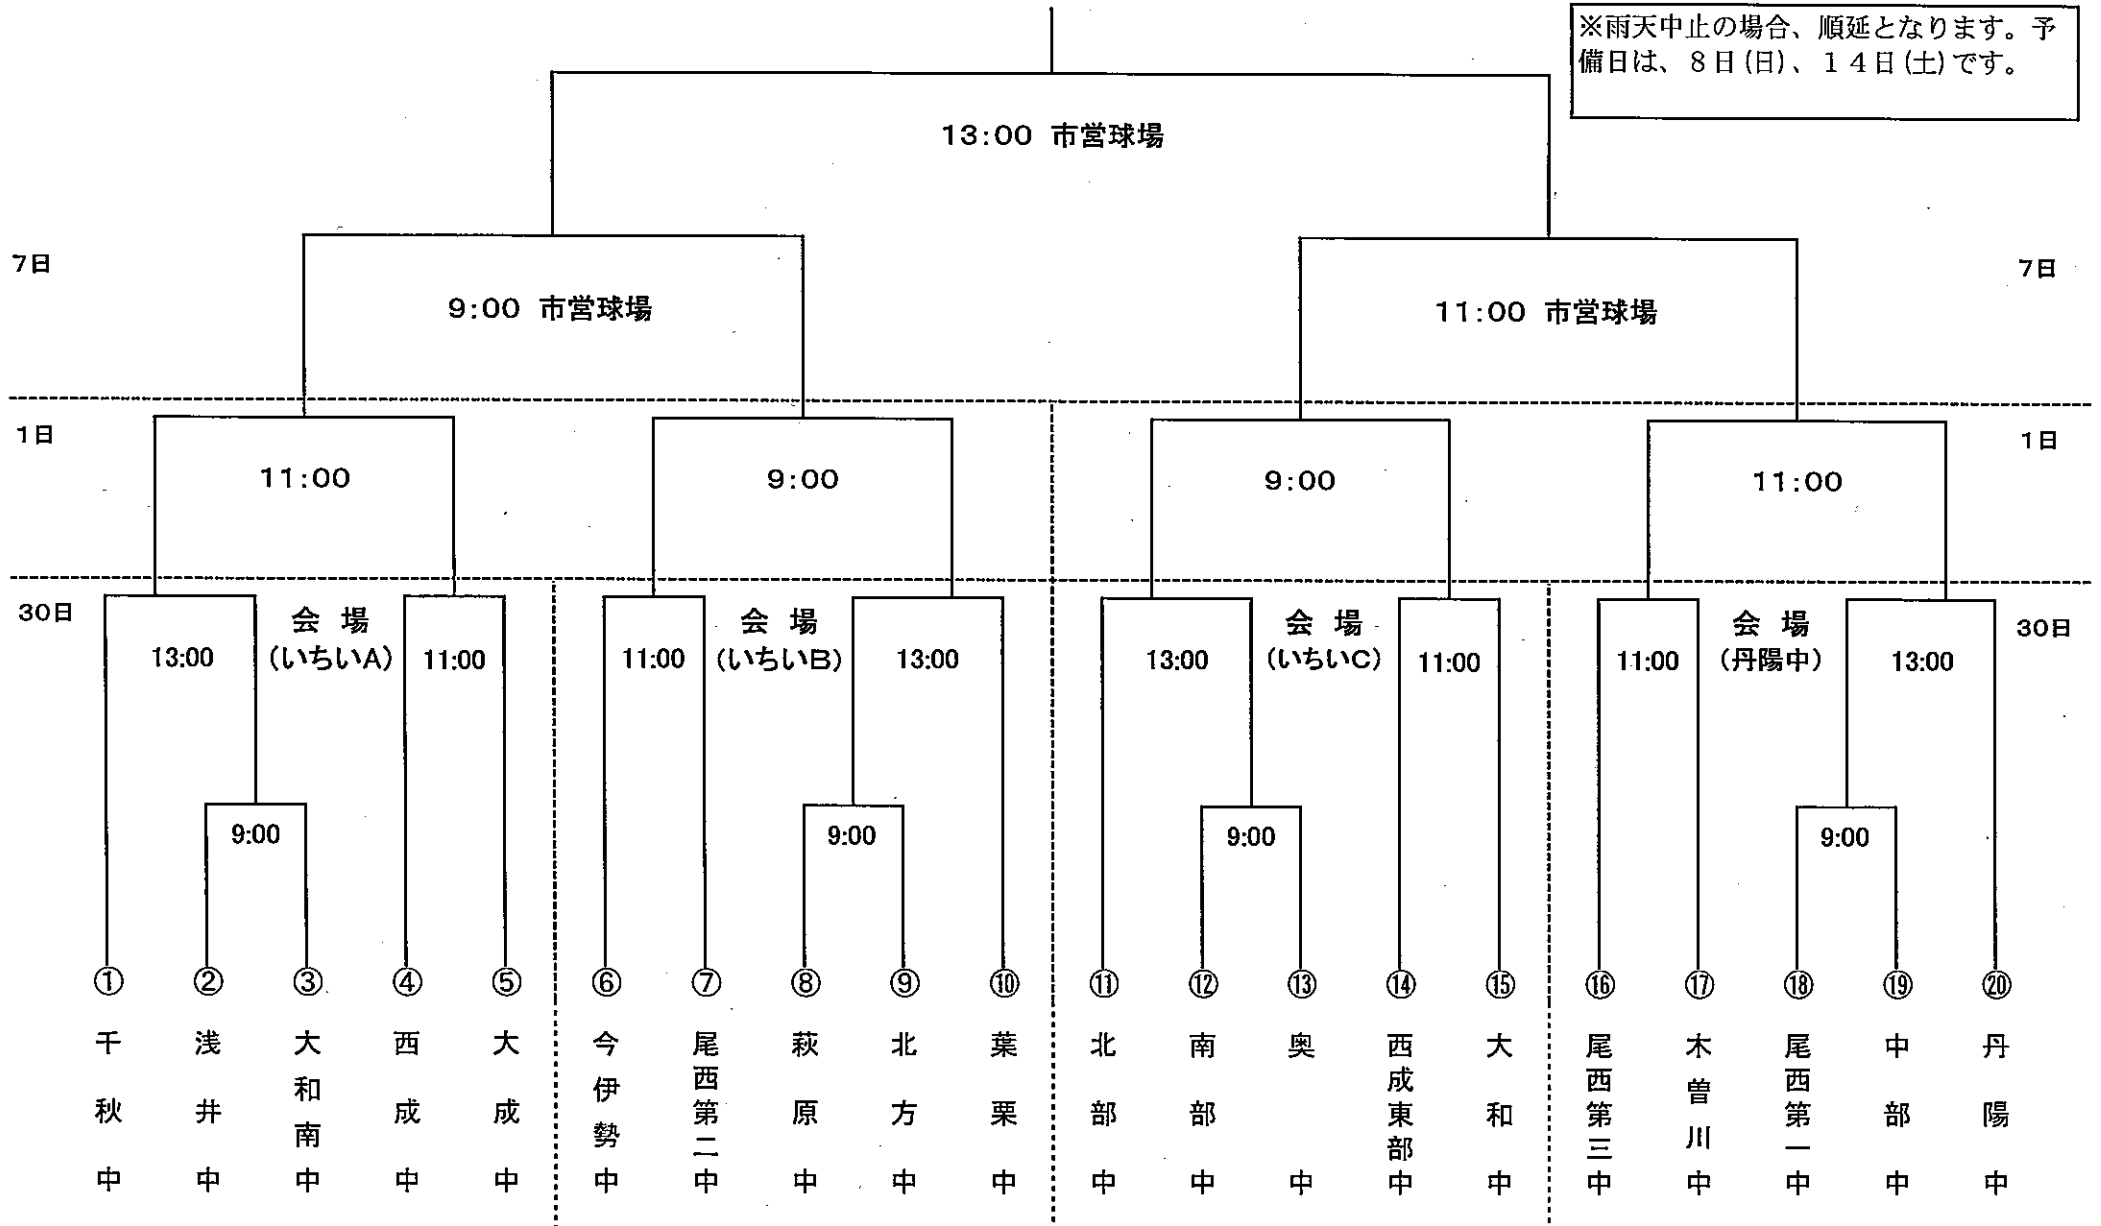 ※雨天中止の場合、順延となります。予
備日は、８日(日)、１４日(土)です。
13:00 市営球場
7日
7日
9:00 市営球場
11:00 市営球場
1日
1日
11:00
9:00
9:00
11:00
30日
30日
会 場
(いちいA)
13:00
11:00
会 場
(いちいB)
11:00
13:00
会 場
(いちいC)
13:00
11:00
会 場
(丹陽中)
11:00
13:00
9:00
9:00
9:00
9:00
① 千秋中
② 浅井中
③ 大和南中
④ 西成中
⑤ 大成中
⑥ 今伊勢中
⑦ 尾西第二中
⑧ 萩原中
⑨ 北方中
⑩ 葉栗中
⑪ 北部中
⑫ 南部中
⑬ 奥中
⑭ 西成東部中
⑮ 大和中
⑯ 尾西第三中
⑰ 木曽川中
⑱ 尾西第一中
⑲ 中部中
⑳ 丹陽中